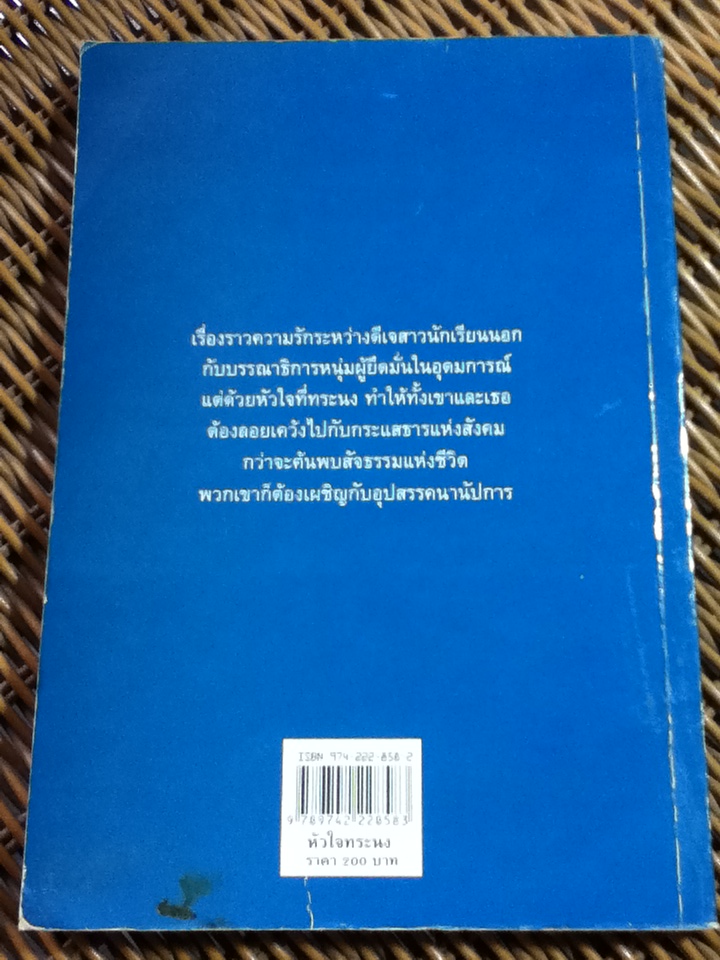 เรื่องราวความรักระหว่างดีเจสาวนักเรียนนอก
กับบรรณาธิการหนุ่มผู้ยึดมั่นในอุดมการณ์
แต่ด้วยหัวใจที่ทระนง ทำให้ทั้งเขาและเธอ
ต้องลอยเคว้งไปกับกระแสธารแห่งสังคม
กว่าจะค้นพบสัจธรรมแห่งชีวิต
พวกเขาก็ต้องเผชิญกับอุปสรรคนานัปการ
ISBN 974-222-058-2
9 789742 220583
หัวใจทระนง
ราคา 200 บาท